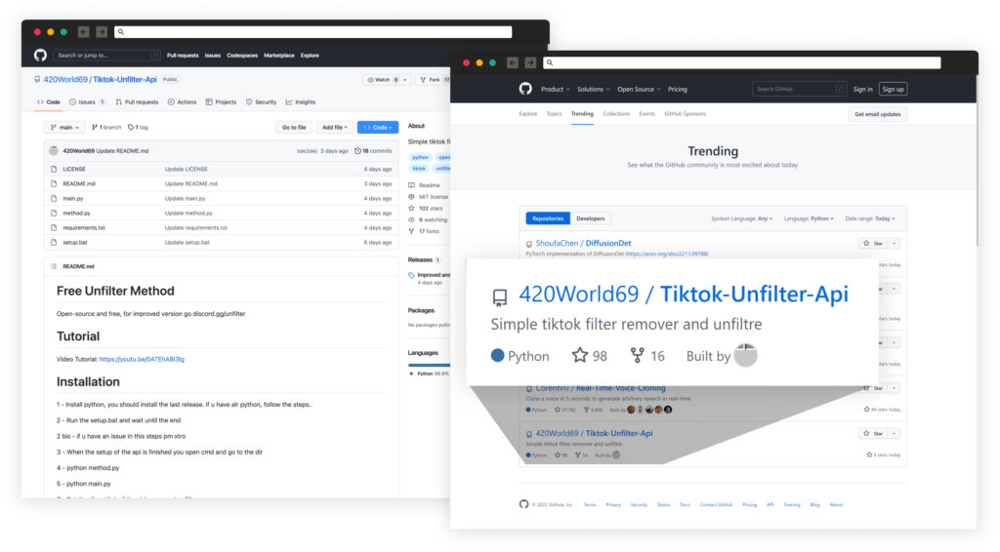 Search or jump to... /
Pull requests Issues Codespaces Marketplace Explore
420World69 / Tiktok-Unfilter-Api Public
Watch 6 Fork 17
Code Issues 1 Pull requests Actions Projects Security Insights
main 1 branch 1 tag Go to file Add file Code
420World69 Update README.md bde2d4d 3 days ago 18 commits
LICENSE Update LICENSE 4 days ago
README.md Update README.md 3 days ago
main.py Update main.py 4 days ago
method.py Update method.py 4 days ago
requirements.txt Update requirements.txt 4 days ago
setup.bat Update setup.bat 6 days ago
README.md
Free Unfilter Method
Open-source and free, for improved version go discord.gg/unfilter
Tutorial
Video Tutorial:
Installation
1 - Install python, you should install the last release. if u have alr python, follow the steps..
2 - Run the setup.bat and wait until the end
2 bis - if u have an issue in this steps pm xtro
3 - When the setup of the api is finished you open cmd and go to the dir
4 - python method.py
5 - python main.py
About
Simple tiktok
python
tiktok
Readme
MIT license
102 stars
6 watching
17 forks
Releases 1
Improved and
4 days ago
Packages
No packages publi
Languages
Python 98.9%
Product Solutions Open Source Pricing Search GitHub / Sign in Sign up
Explore Topics Trending Collections Events GitHub Sponsors Get email updates
Trending
See what the GitHub community is most excited about today.
Repositories Developers Spoken Language: Any Language: Python Date range: Today
ShoufaChen / DiffusionDet Star
PyTorch implementation of DiffusionDet (https://arxiv.org/abs/2211.09788)
stars today
420World69 / Tiktok-Unfilter-Api
Simple tiktok filter remover and unfiltre
Python 98 16 Built by
Star
stars today
Star
stars today
CorentinJ / Real-Time-Voice-Cloning Star
Clone a voice in 5 seconds to generate arbitrary speech in real-time
Python 37,762 Built by 44 stars today
420World69 / Tiktok-Unfilter-Api Star
Simple tiktok filter remover and unfiltre
Python 98 16 Built by 6 stars today
© 2022 GitHub, Inc. Terms Privacy Security Status Docs Contact GitHub Pricing API Training Blog About